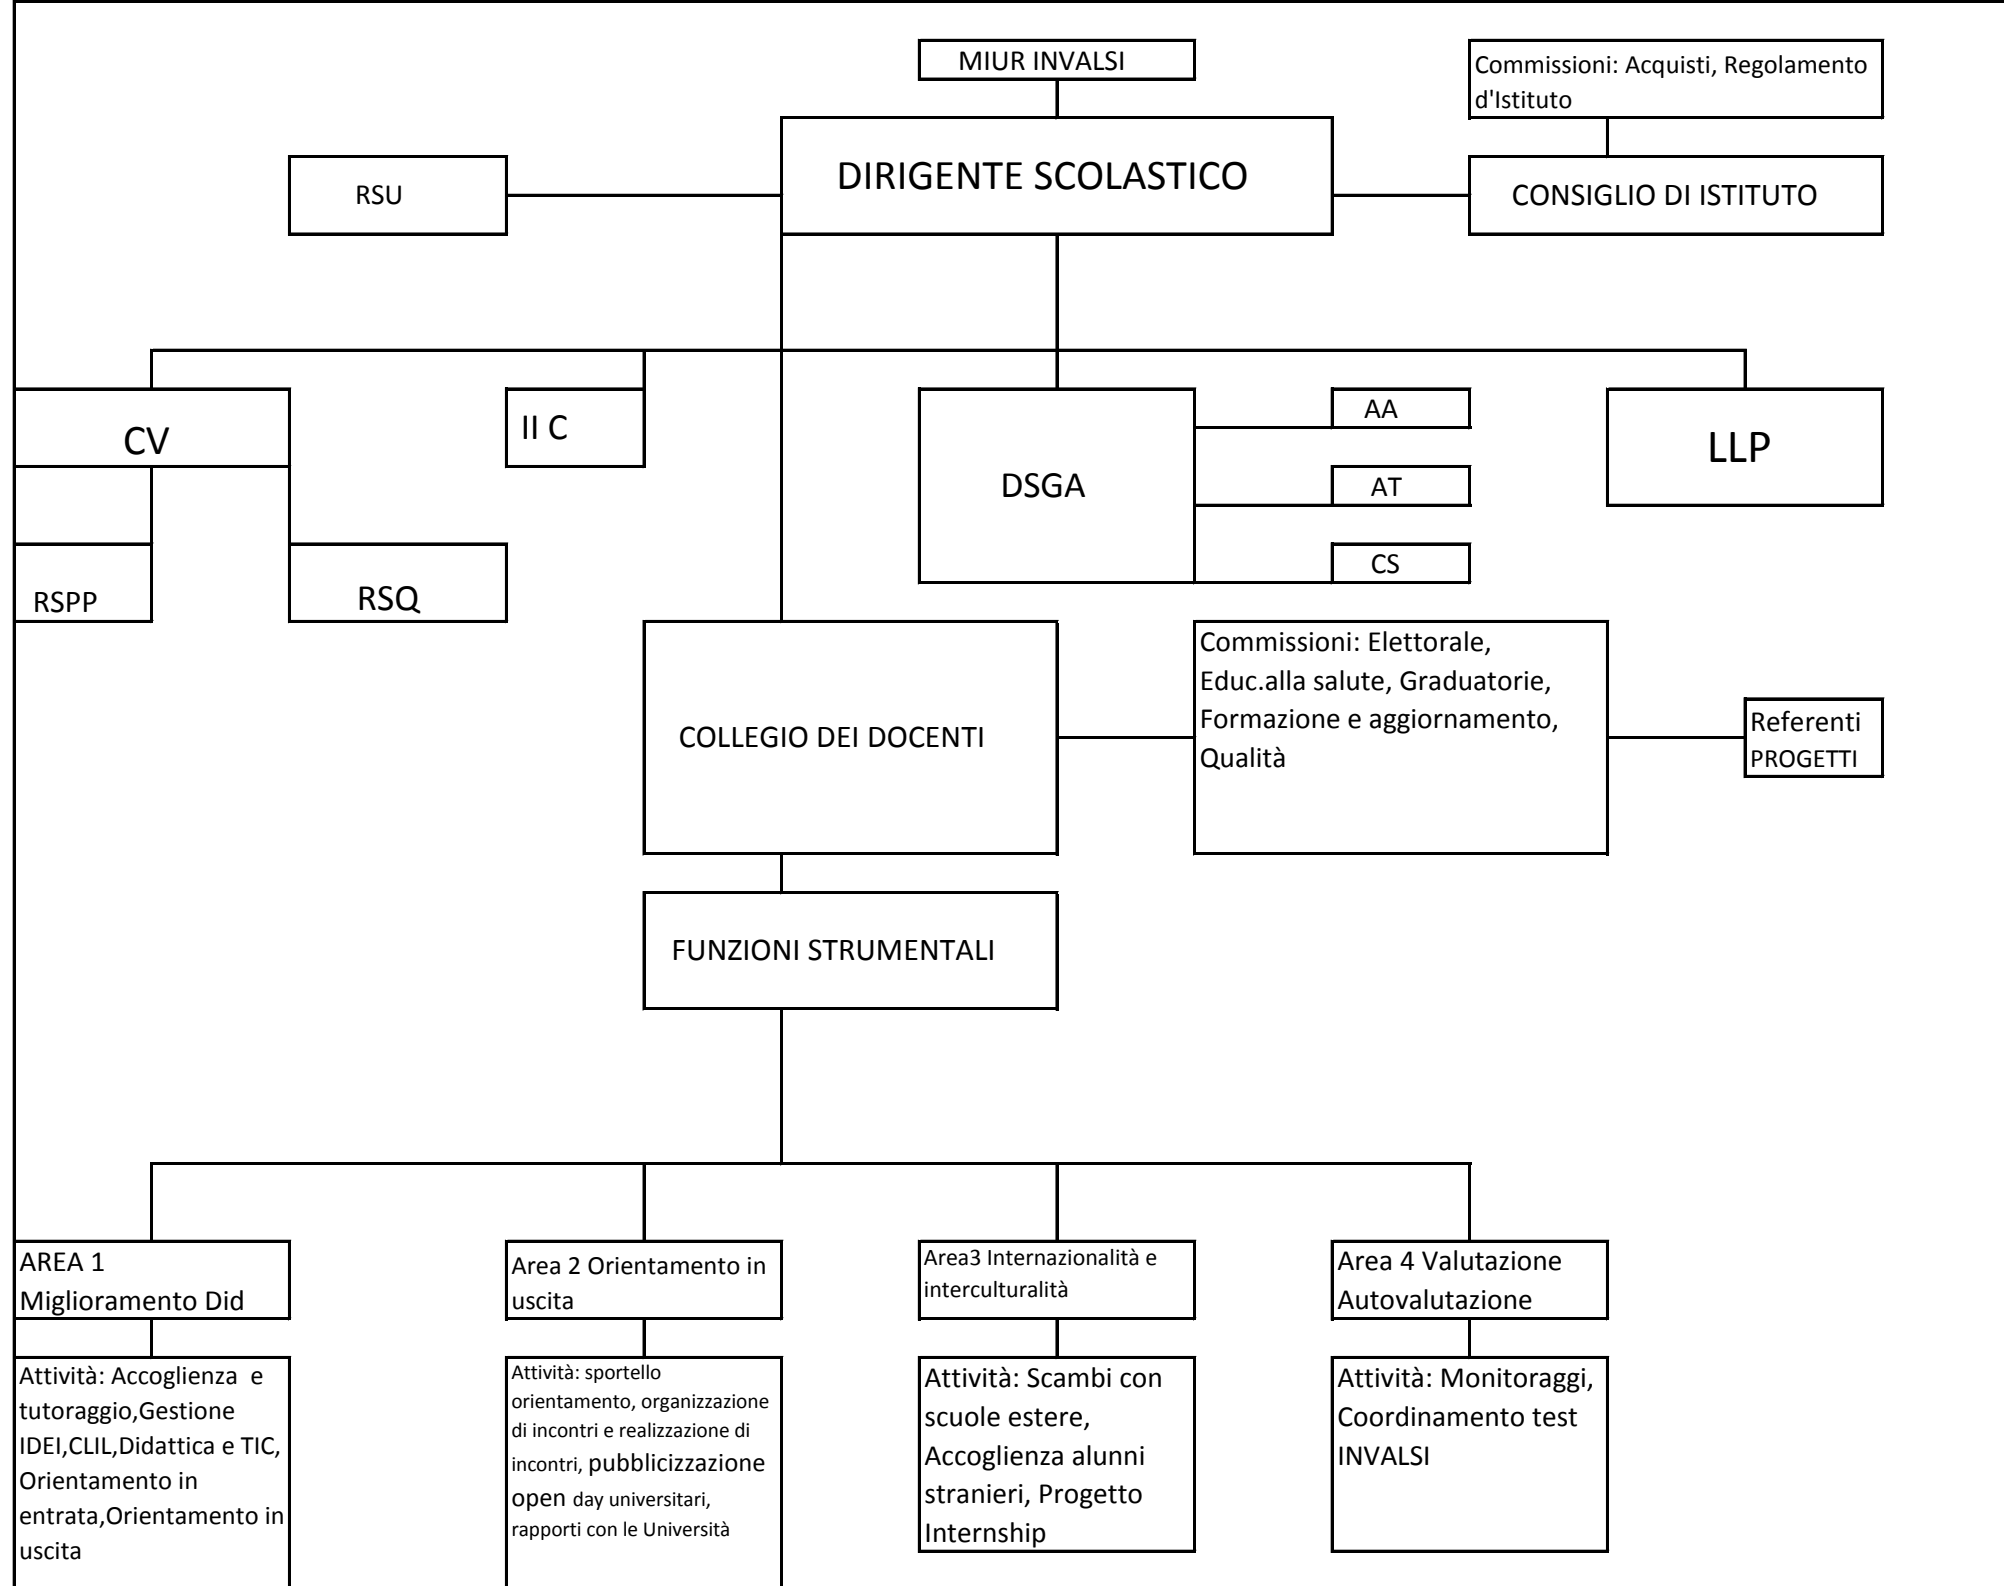 MIUR INVALSI
Commissioni: Acquisti, Regolamento
d'Istituto
DIRIGENTE SCOLASTICO
RSU
CONSIGLIO DI ISTITUTO
CV
II C
DSGA
AA
AT
CS
LLP
RSPP
RSQ
COLLEGIO DEI DOCENTI
Commissioni: Elettorale,
Educ.alla salute, Graduatorie,
Formazione e aggiornamento,
Qualità
Referenti
PROGETTI
FUNZIONI STRUMENTALI
AREA 1
Miglioramento Did
Area 2 Orientamento in
uscita
Area3 Internazionalità e
interculturalità
Area 4 Valutazione
Autovalutazione
Attività: Accoglienza  e
tutoraggio,Gestione
IDEI,CLIL,Didattica e TIC,
Orientamento in
entrata,Orientamento in
uscita
Attività: sportello
orientamento, organizzazione
di incontri e realizzazione di
incontri, pubblicizzazione
open day universitari,
rapporti con le Università
Attività: Scambi con
scuole estere,
Accoglienza alunni
stranieri, Progetto
Internship
Attività: Monitoraggi,
Coordinamento test
INVALSI